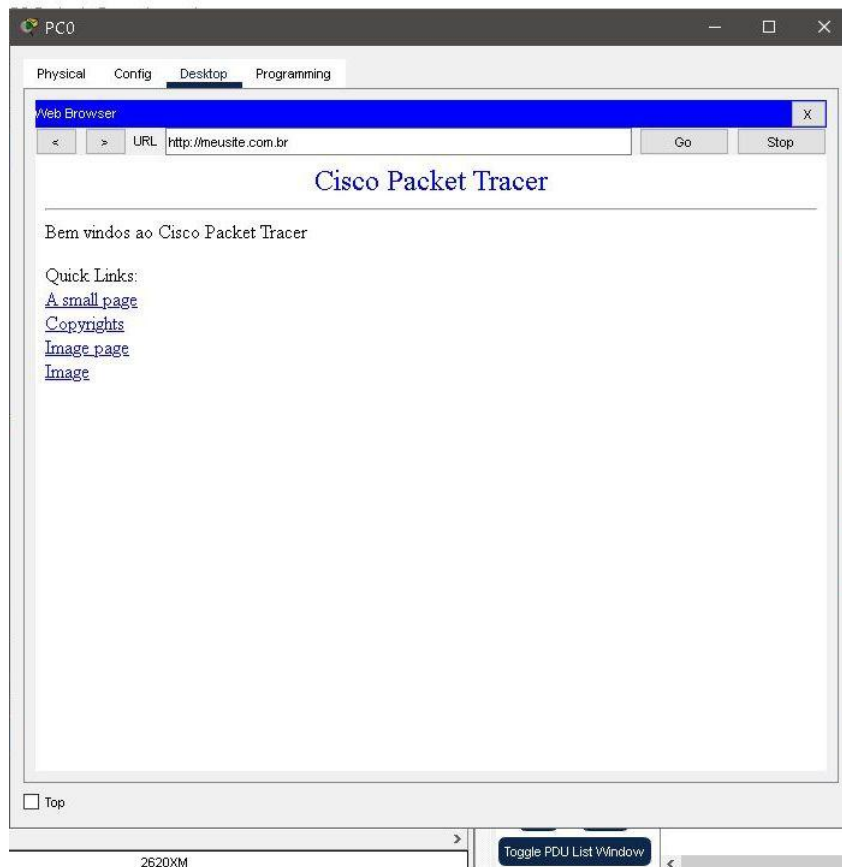 PC0
Physical Config Desktop Programming
Web Browser
X
< > URL http://meusite.com.br Go Stop
Cisco Packet Tracer
Bem vindos ao Cisco Packet Tracer
Quick Links:
A small page
Copyrights
Image page
Image
Top
2620XM
Toggle PDU List Window